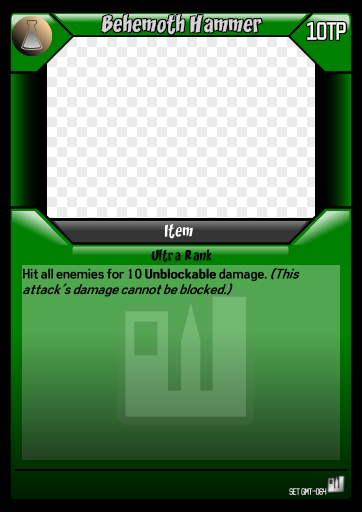 Behemoth Hammer
10TP
Item
Ultra Rank
Hit all enemies for 10 Unblockable damage. (This
attack's damage cannot be blocked.)
SET GMT-064